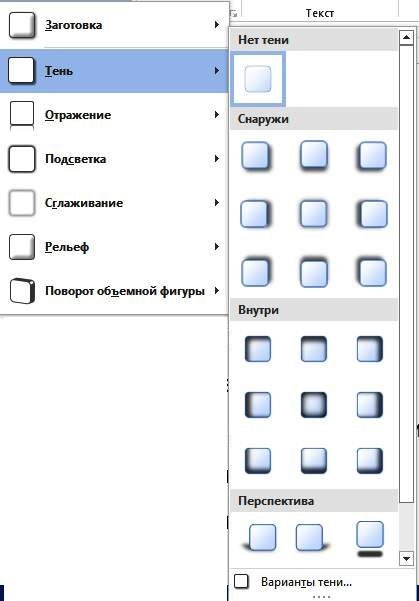 Текст
Заготовка
Тень
Отражение
Подсветка
Сглаживание
Рельеф
Поворот объемной фигуры
Нет тени
Снаружи
Внутри
Перспектива
Варианты тени...